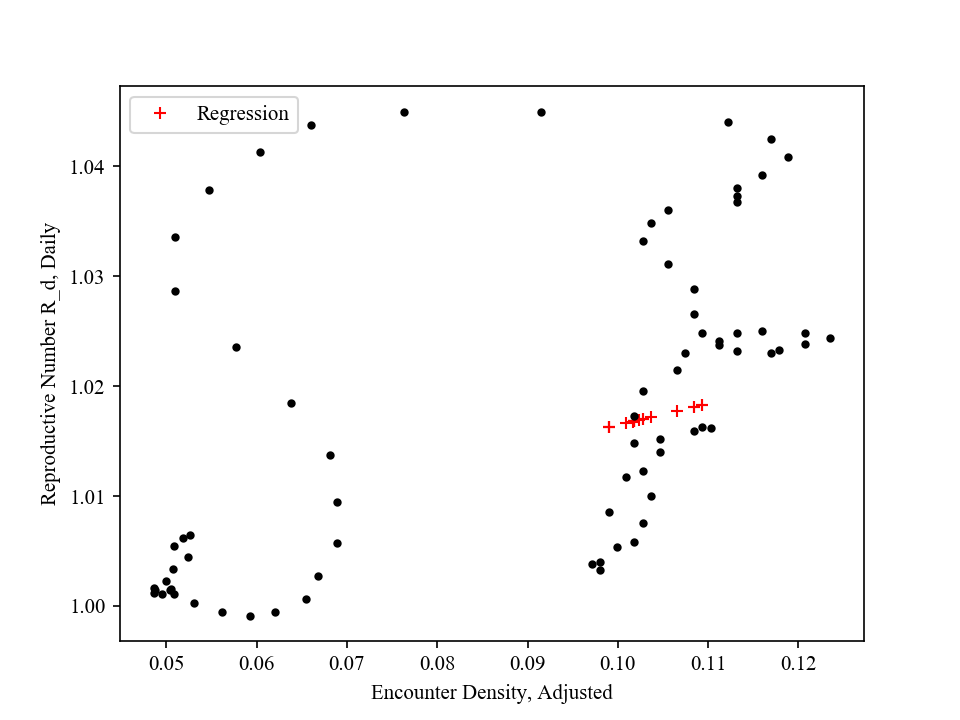 Regression
1.04
1.03
1.02
1.01
1.00
Reproductive Number R_d, Daily
0.05 0.06 0.07 0.08 0.09 0.10 0.11 0.12
Encounter Density, Adjusted